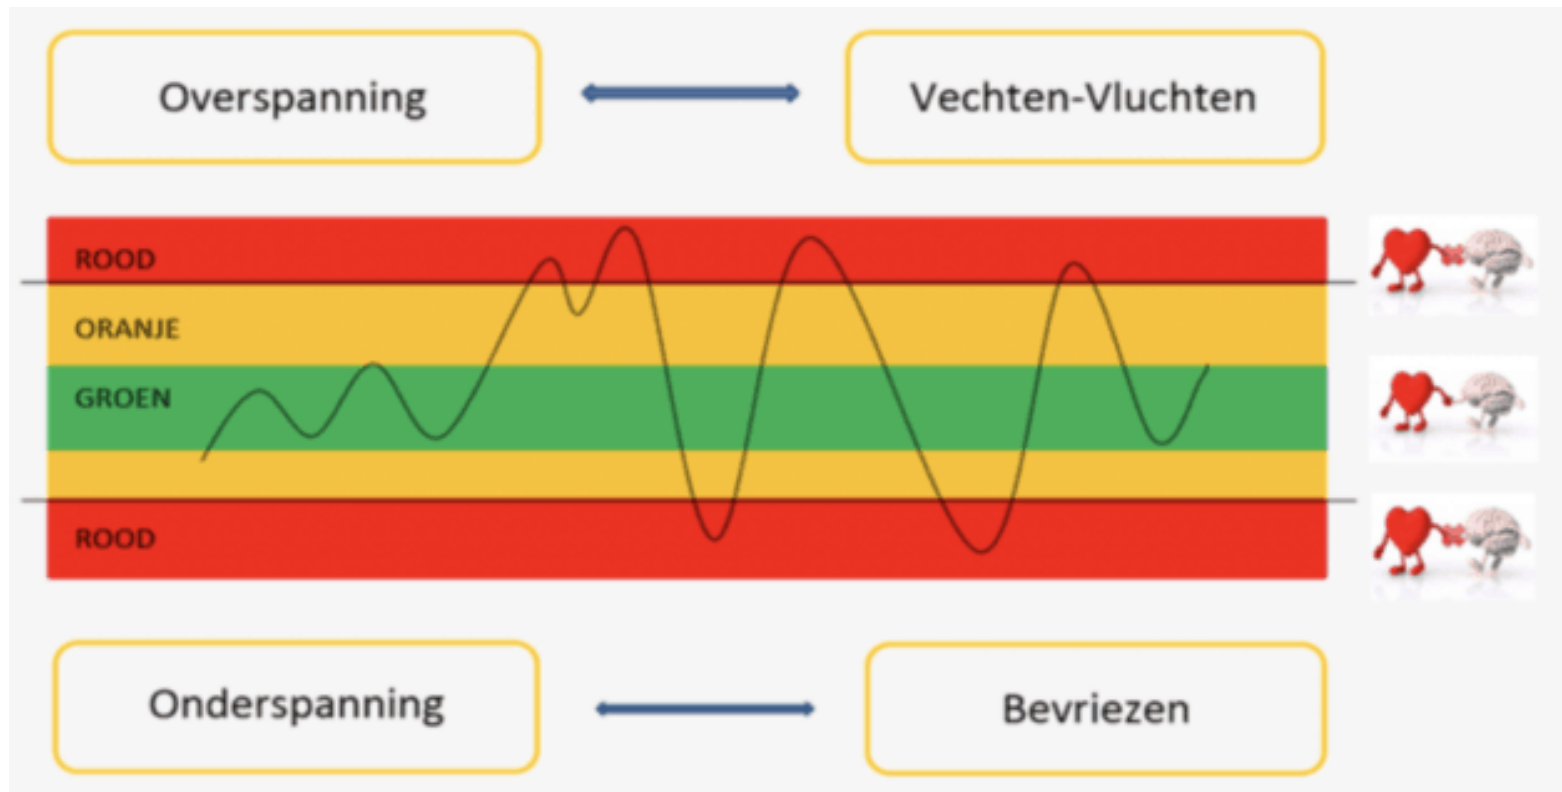 Overspanning
Vechten-Vluchten
ROOD
ORANJE
GROEN
ROOD
Onderspanning
Bevriezen